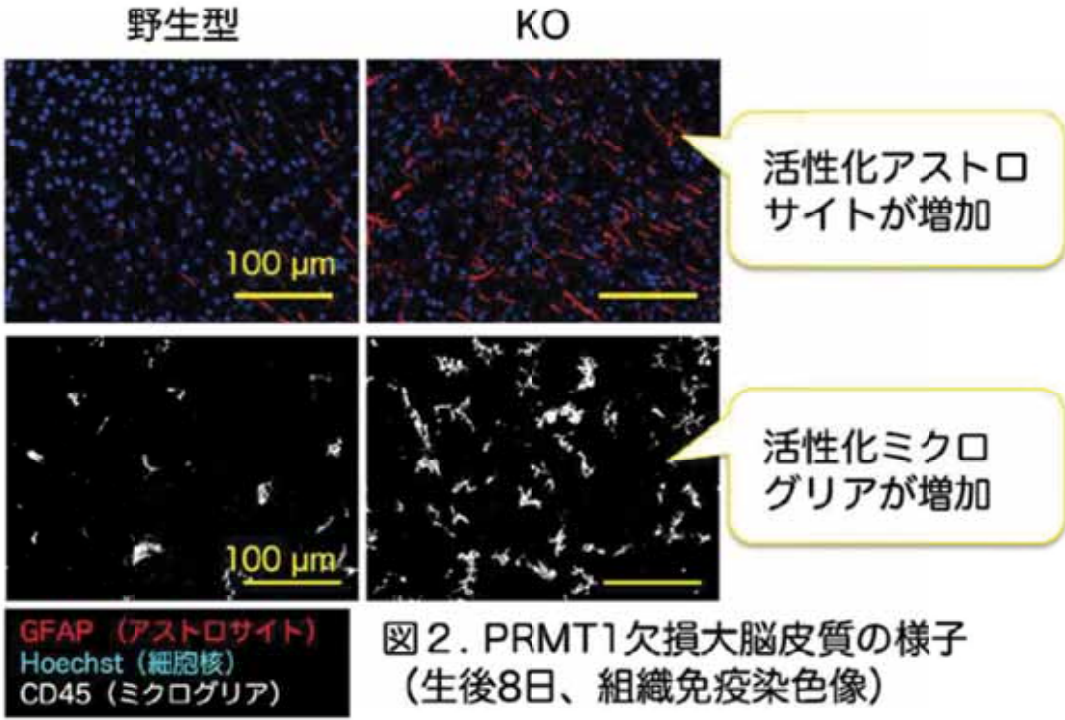 野生型
KO
100 μm
活性化アストロ
サイトが増加
100 μm
活性化ミクロ
グリアが増加
GFAP (アストロサイト)
Hoechst (細胞核)
CD45 (ミクログリア)
図2. PRMT1欠損大脳皮質の様子
(生後8日、組織免疫染色像)